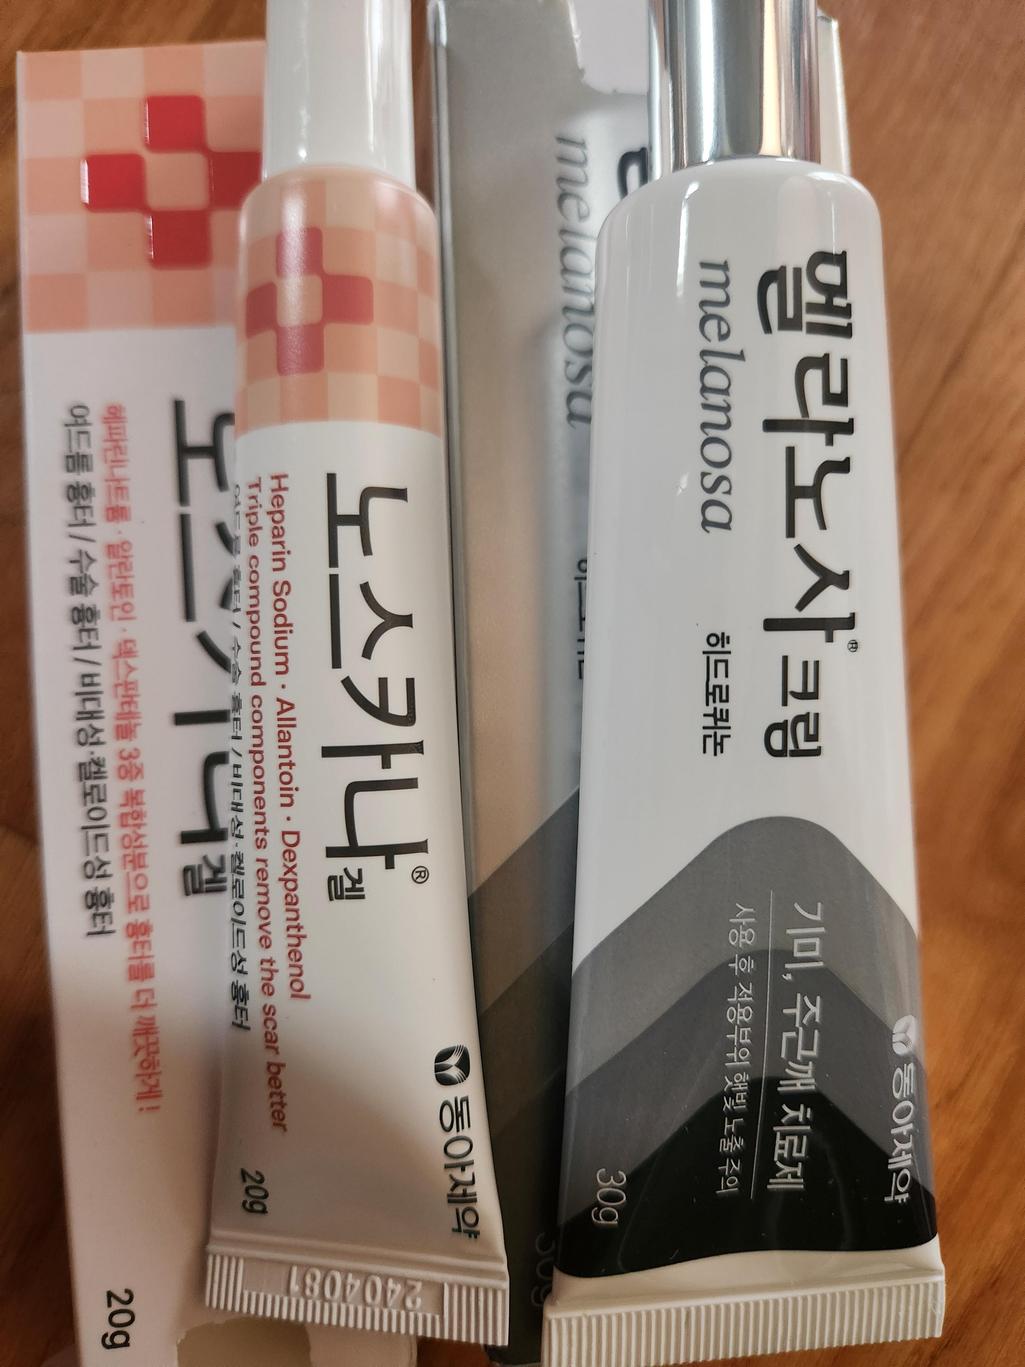 노스카나겔
헤파린나트륨·알란토인·덱스판테놀 3종 복합성분으로 흉터를 더 깨끗하게!
여드름 흉터 / 수술 흉터 / 비대성·켈로이드성 흉터
20g
노스카나® 겔
Heparin Sodium · Allantoin · Dexpanthenol
Triple compound components remove the scar better
여드름 흉터 / 수술 흉터 / 비대성·켈로이드성 흉터
동아제약
20g
2404081
melanosa
30g
멜라노사® 크림
melanosa
히드로퀴논
기미, 주근깨 치료제
사용 후 적용부위 햇빛 노출 주의
동아제약
30g